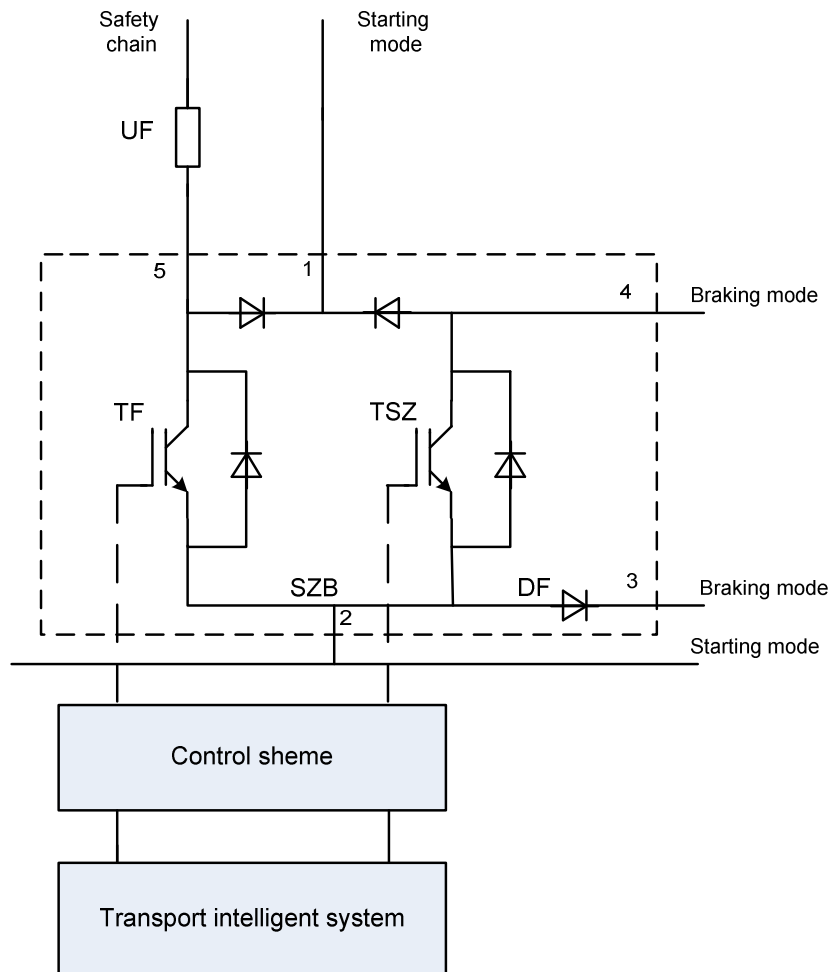 Safety
chain
Starting
mode
UF
5
1
4
Braking mode
TF
TSZ
SZB
DF
3
Braking mode
2
Starting mode
Control sheme
Transport intelligent system